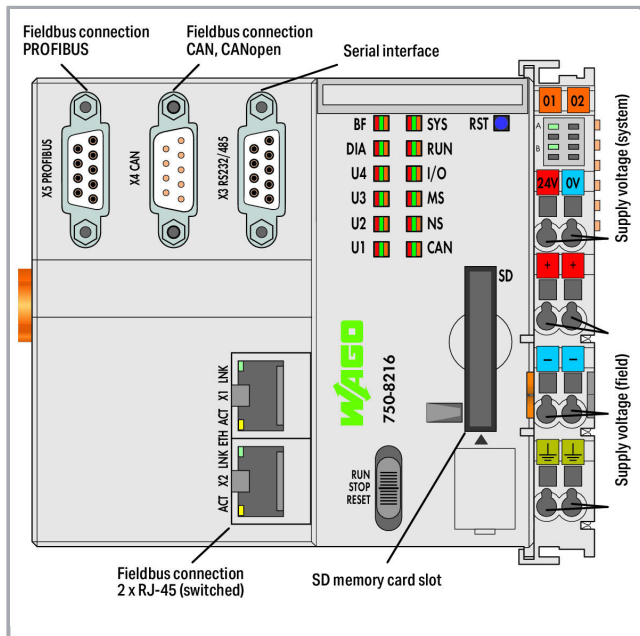 Fieldbus connection
PROFIBUS
Fieldbus connection
CAN, CANopen
Serial interface
X5 PROFIBUS
X4 CAN
X3 RS232/485
BF
SYS
RST
DIA
RUN
U4
I/O
U3
MS
U2
NS
U1
CAN
SD
01 02
A
B
24V 0V
+ +
— —
Supply voltage (system)
Supply voltage (field)
WAGO
750-8216
ACT X1 LNK
ETH
ACT X2 LNK
RUN
STOP
RESET
Fieldbus connection
2 x RJ-45 (switched)
SD memory card slot